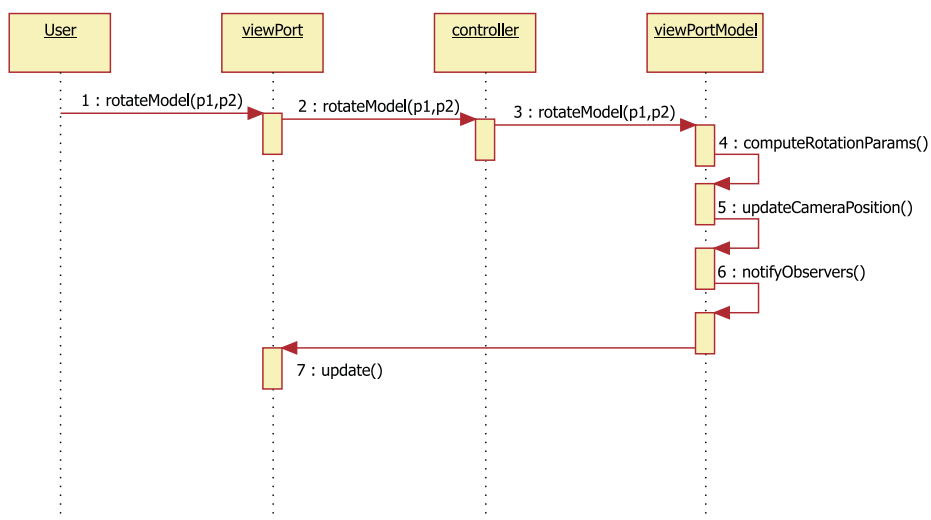 User
viewPort
controller
viewPortModel
1 : rotateModel(p1,p2)
2 : rotateModel(p1,p2)
3 : rotateModel(p1,p2)
4 : computeRotationParams()
5 : updateCameraPosition()
6 : notifyObservers()
7 : update()